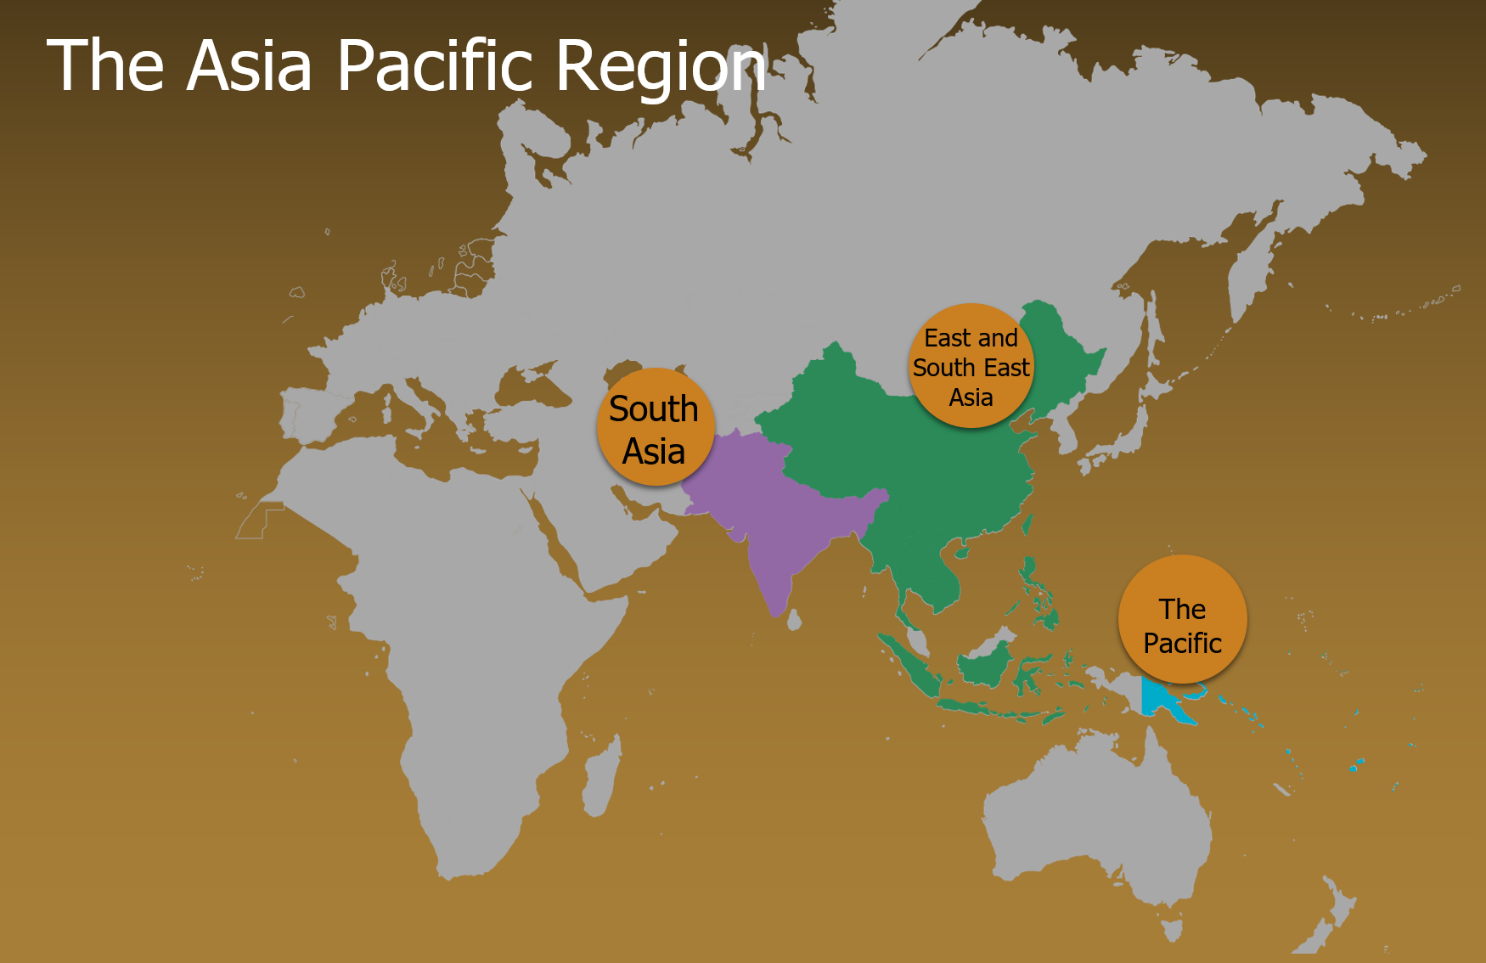 The Asia Pacific Region
East and
South East
Asia
South
Asia
The
Pacific